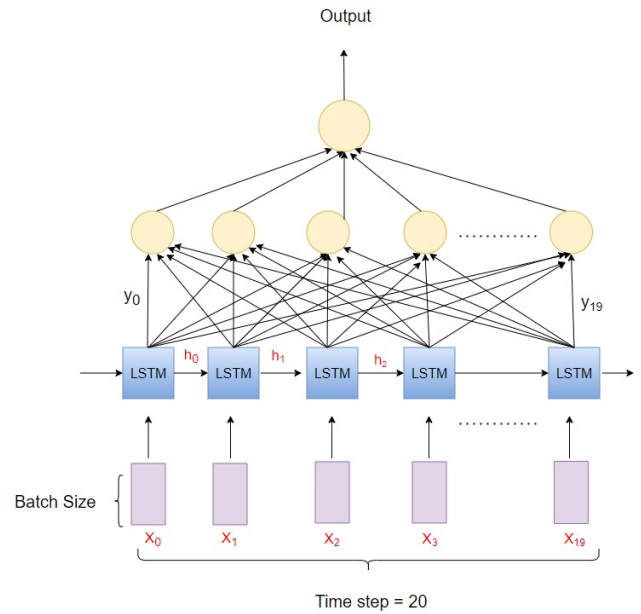 Output
y0
y19
h0
h1
h2
LSTM
LSTM
LSTM
LSTM
LSTM
............
............
Batch Size
X0
X1
X2
X3
X19
Time step = 20